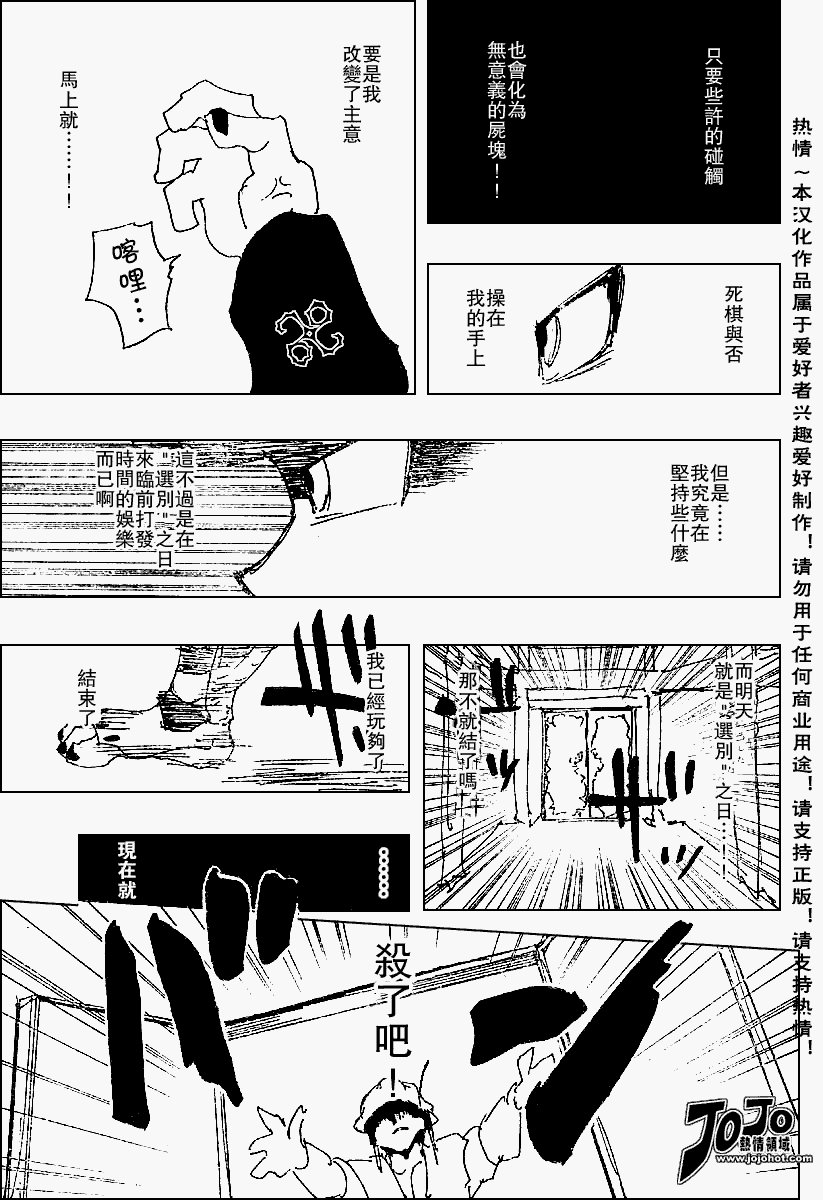 只要些許的碰觸
也會化為
無意義的屍塊！！
要是我
改變了主意
馬上就……！！
喀哩…
死棋與否
操在
我的手上
但是……
我究竟在
堅持些什麼
這不過是在
"選別"之日
來臨前打發
時間的娛樂
而已啊
而明天
就是"選別"之日……
那不就結了嗎
ギギッ
我已經玩夠了
結束了
ギ
……
現在就
殺了吧！
バン
热情～本汉化作品属于爱好者兴趣爱好制作！请勿用于任何商业用途！请支持正版！请支持热情！
JOJO
熱情領域
www.jojohot.com